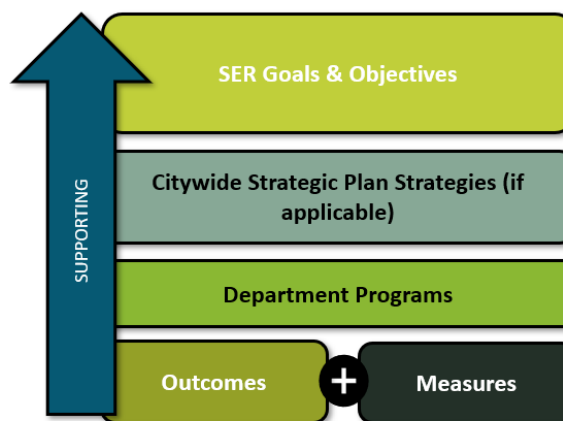 SER Goals & Objectives
SUPPORTING
Citywide Strategic Plan Strategies (if
applicable)
Department Programs
Outcomes + Measures